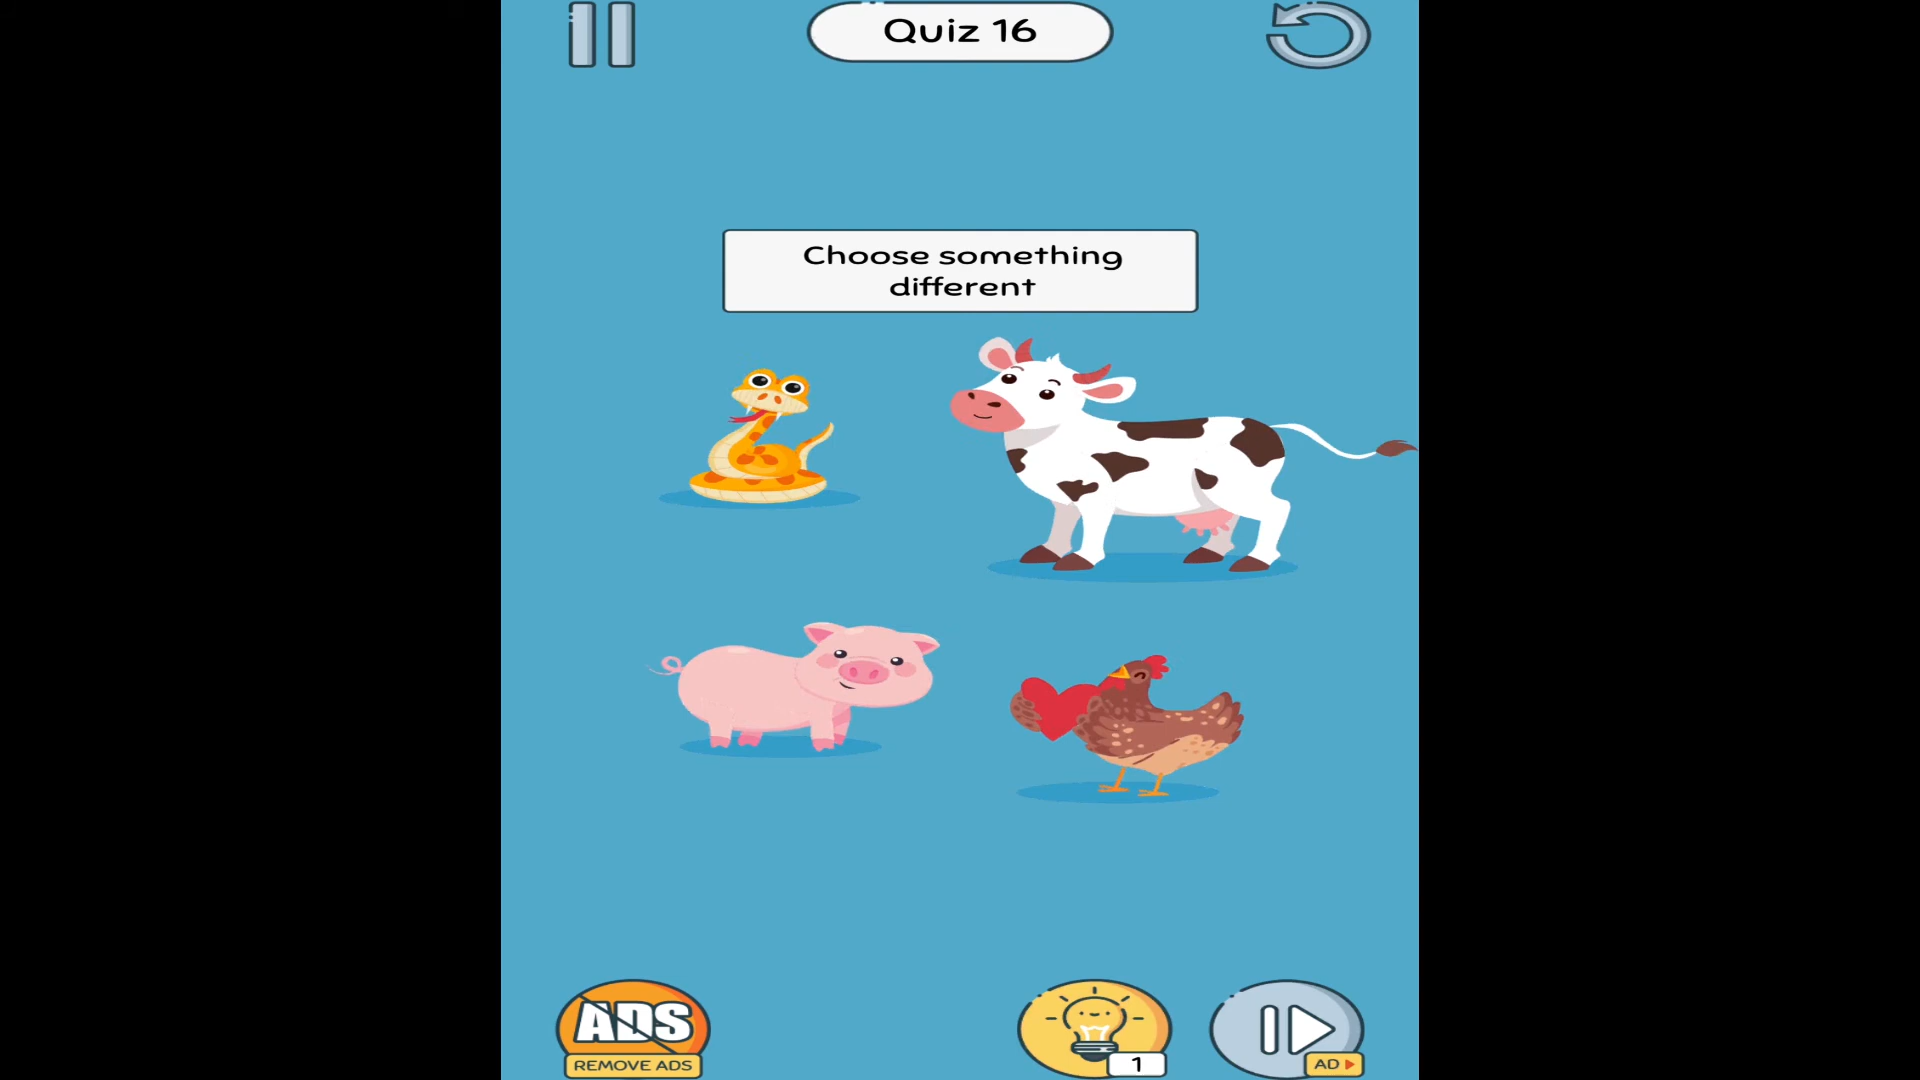 Quiz 16
Choose something
different
ADS
REMOVE ADS
1
AD